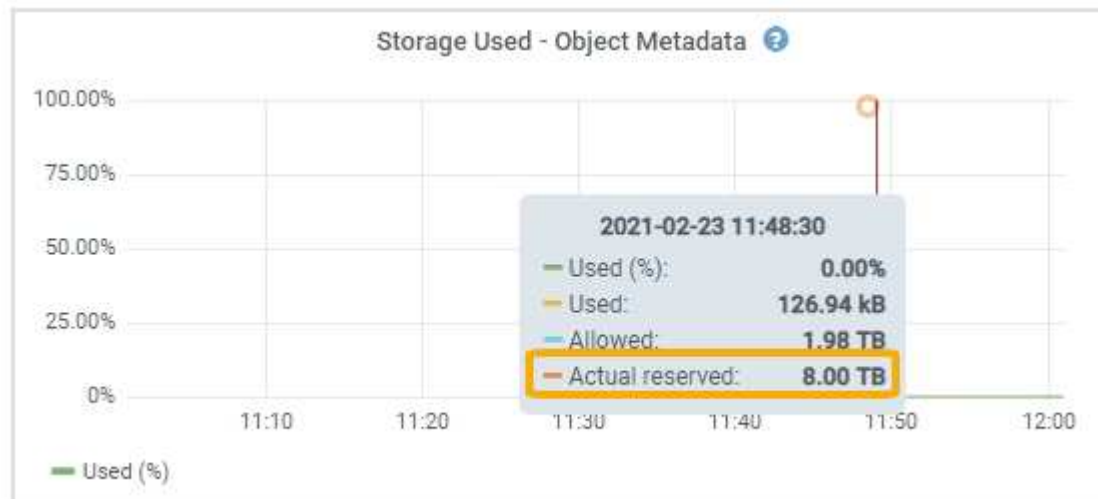 Storage Used - Object Metadata ?
100.00%
75.00%
50.00%
25.00%
0%
2021-02-23 11:48:30
Used (%): 0.00%
Used: 126.94 kB
Allowed: 1.98 TB
Actual reserved: 8.00 TB
11:10 11:20 11:30 11:40 11:50 12:00
Used (%)